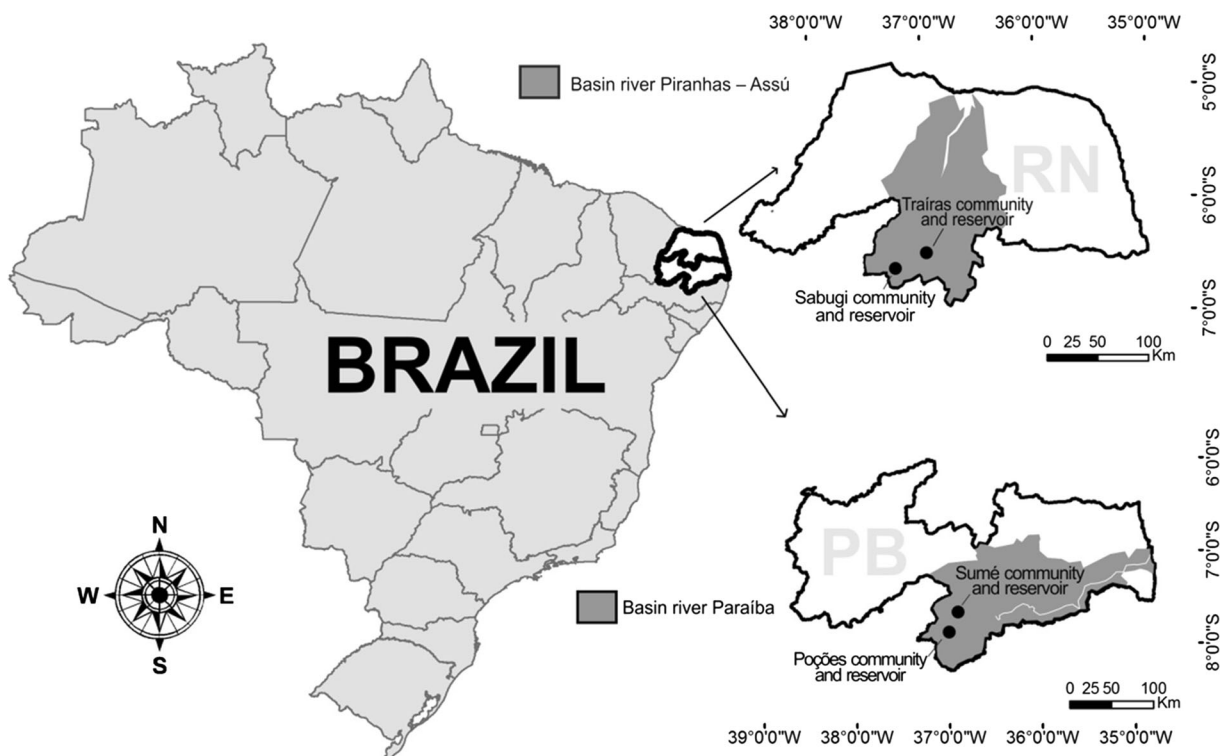 38°0'0"W 37°0'0"W 36°0'0"W 35°0'0"W
Basin river Piranhas – Assú
5°0'0"S
RN
6°0'0"S
Traíras community
and reservoir
Sabugi community
and reservoir
7°0'0"S
0 25 50 100
Km
BRAZIL
6°0'0"S
PB
7°0'0"S
Sumé community
and reservoir
N
W E
S
Basin river Paraíba
8°0'0"S
Poções community
and reservoir
0 25 50 100
Km
39°0'0"W 38°0'0"W 37°0'0"W 36°0'0"W 35°0'0"W